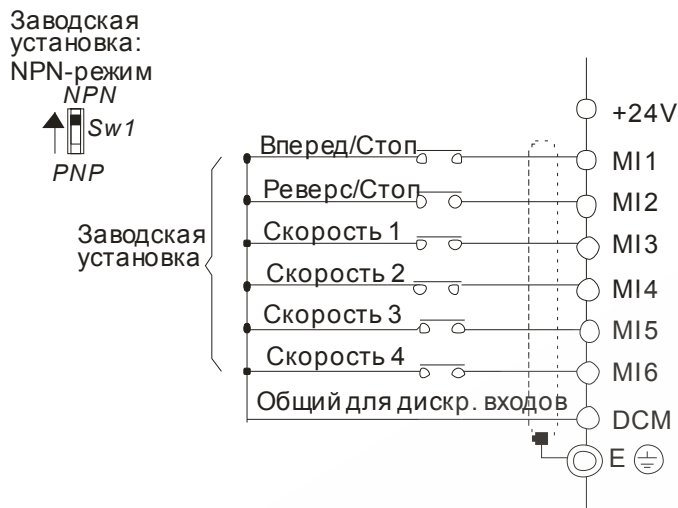 Заводская
установка:
NPN-режим
NPN
Sw1
PNP
+24V
Вперед/Стоп
MI1
Реверс/Стоп
MI2
Заводская
установка
Скорость 1
MI3
Скорость 2
MI4
Скорость 3
MI5
Скорость 4
MI6
Общий для дискр. входов
DCM
E